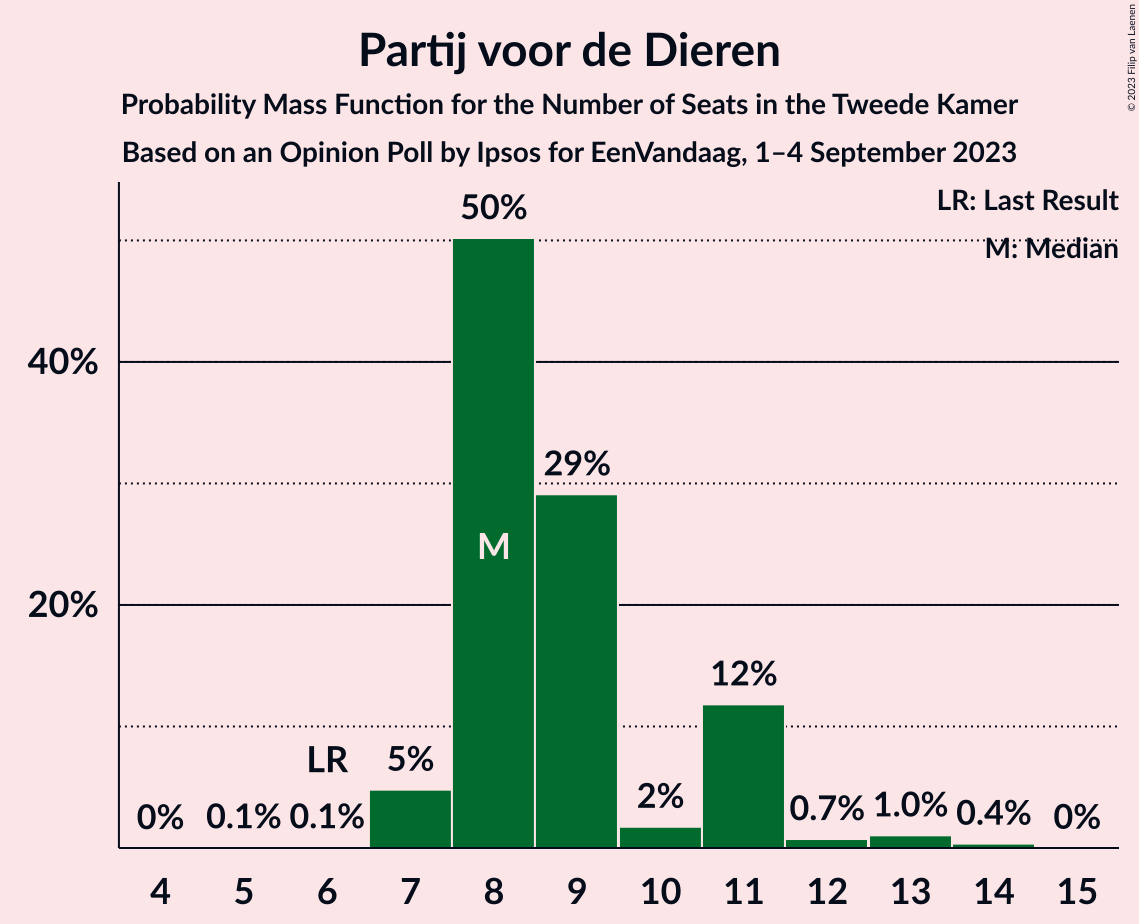 Partij voor de Dieren
Probability Mass Function for the Number of Seats in the Tweede Kamer
Based on an Opinion Poll by Ipsos for EenVandaag, 1–4 September 2023
© 2023 Filip van Laenen
LR: Last Result
M: Median
50%
40%
29%
M
20%
12%
LR
5%
0%
0.1%
0.1%
2%
0.7%
1.0%
0.4%
0%
4 5 6 7 8 9 10 11 12 13 14 15